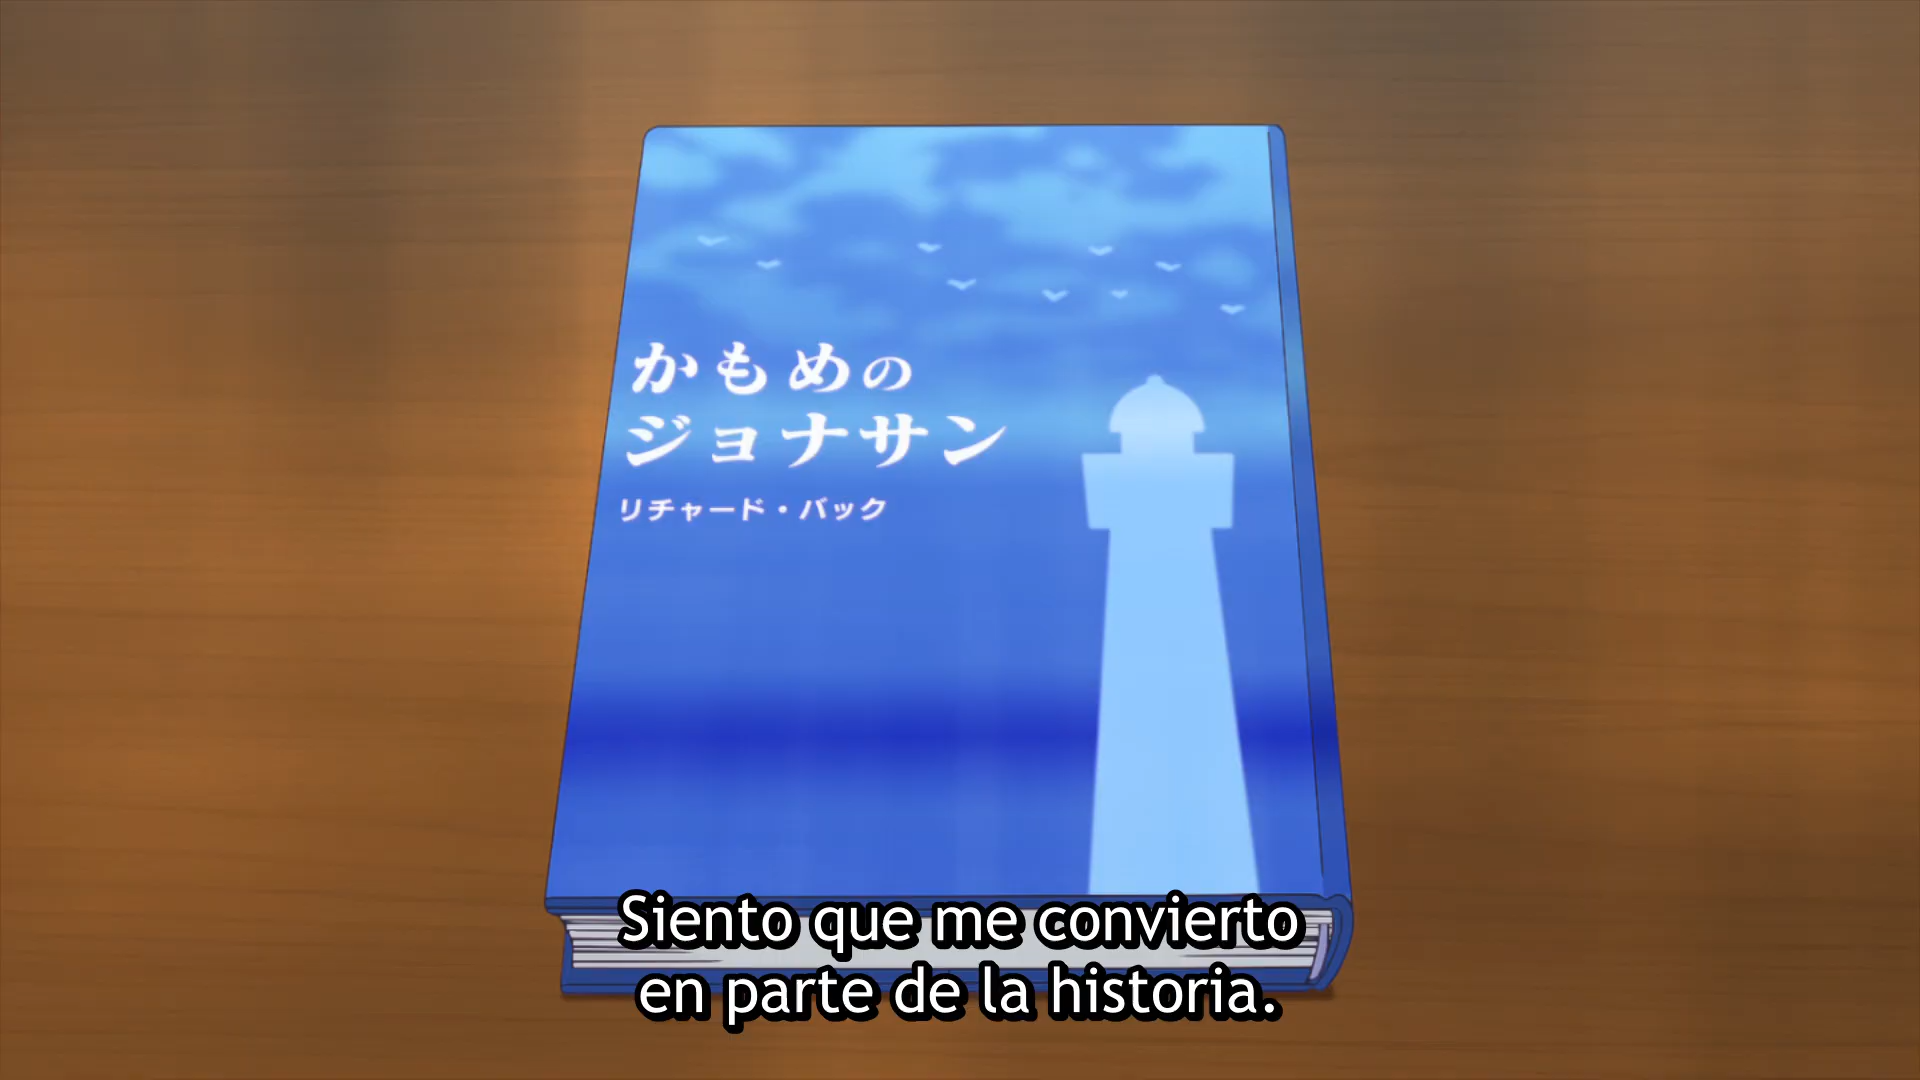 かもめの
ジョナサン
リチャード・バック
Siento que me convierto
en parte de la historia.